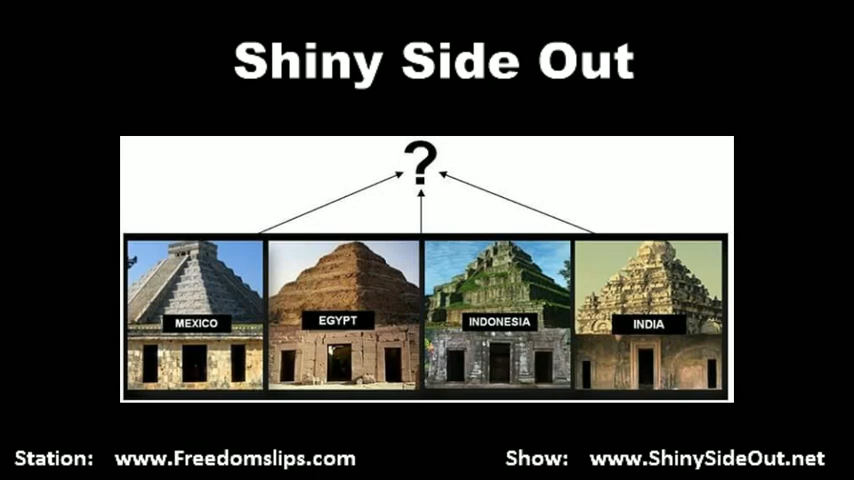 Shiny Side Out
?
MEXICO
EGYPT
INDONESIA
INDIA
Station: www.Freedomslips.com
Show: www.ShinySideOut.net